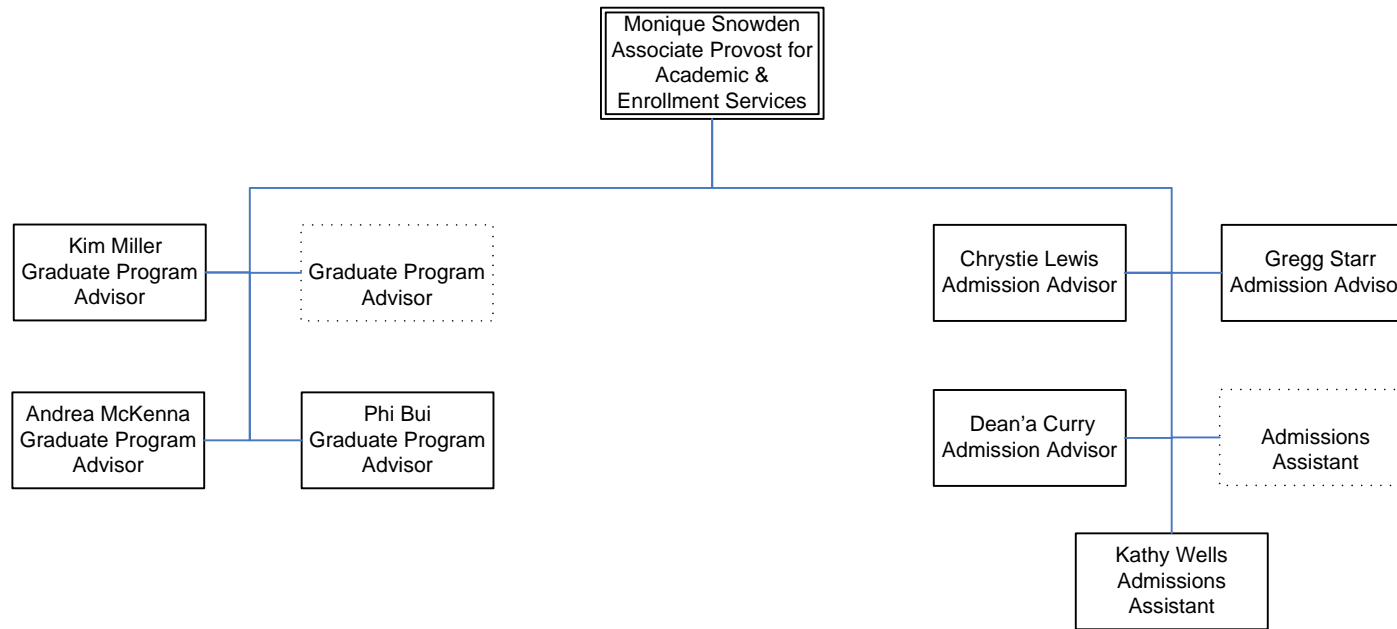 Monique Snowden
Associate Provost for
Academic &
Enrollment Services
Kim Miller
Graduate Program
Advisor
Graduate Program
Advisor
Chrystie Lewis
Admission Advisor
Gregg Starr
Admission Adviso
Andrea McKenna
Graduate Program
Advisor
Phi Bui
Graduate Program
Advisor
Dean’a Curry
Admission Advisor
Admissions
Assistant
Kathy Wells
Admissions
Assistant